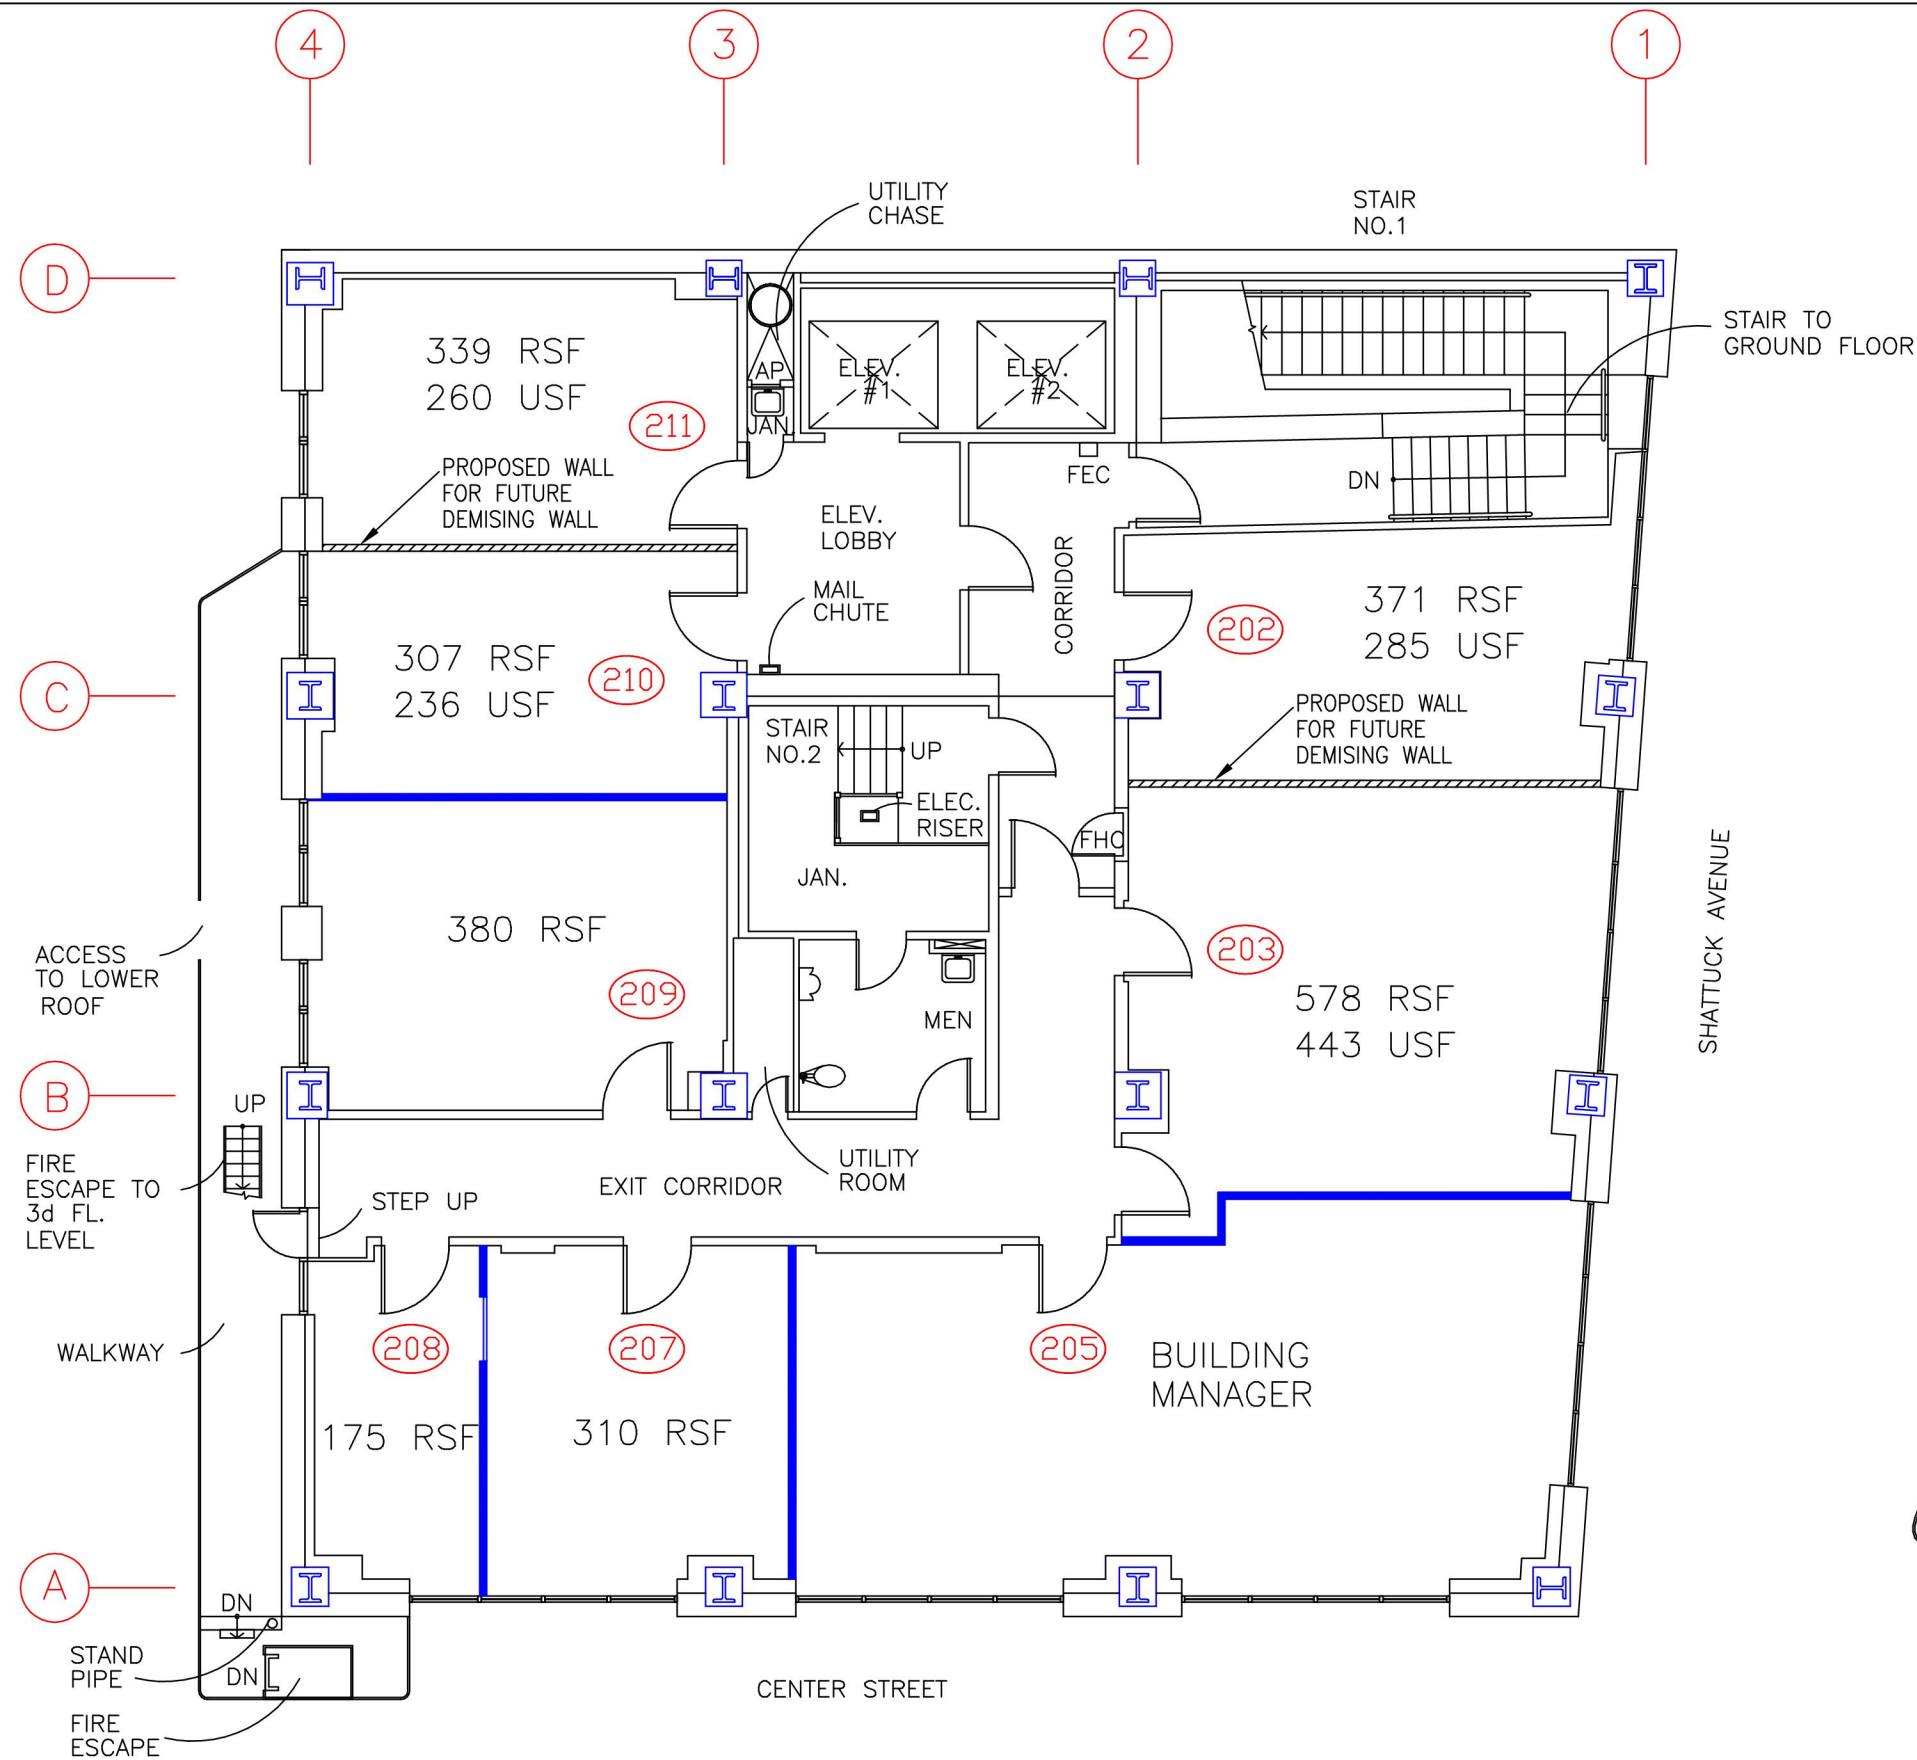 4
3
2
1
UTILITY
CHASE
STAIR
NO.1
D
339 RSF
260 USF
211
AP
JAN
ELEV.
#1
ELEV.
#2
STAIR TO
GROUND FLOOR
PROPOSED WALL
FOR FUTURE
DEMISING WALL
FEC
DN
ELEV.
LOBBY
CORRIDOR
MAIL
CHUTE
371 RSF
285 USF
202
307 RSF
236 USF
210
C
STAIR
NO.2
UP
PROPOSED WALL
FOR FUTURE
DEMISING WALL
ELEC.
RISER
FHC
JAN.
SHATTUCK AVENUE
380 RSF
209
203
578 RSF
443 USF
MEN
ACCESS
TO LOWER
ROOF
B
UP
FIRE
ESCAPE TO
3d FL.
LEVEL
STEP UP
EXIT CORRIDOR
UTILITY
ROOM
WALKWAY
208
207
205
BUILDING
MANAGER
175 RSF
310 RSF
A
DN
STAND
PIPE
DN
FIRE
ESCAPE
CENTER STREET